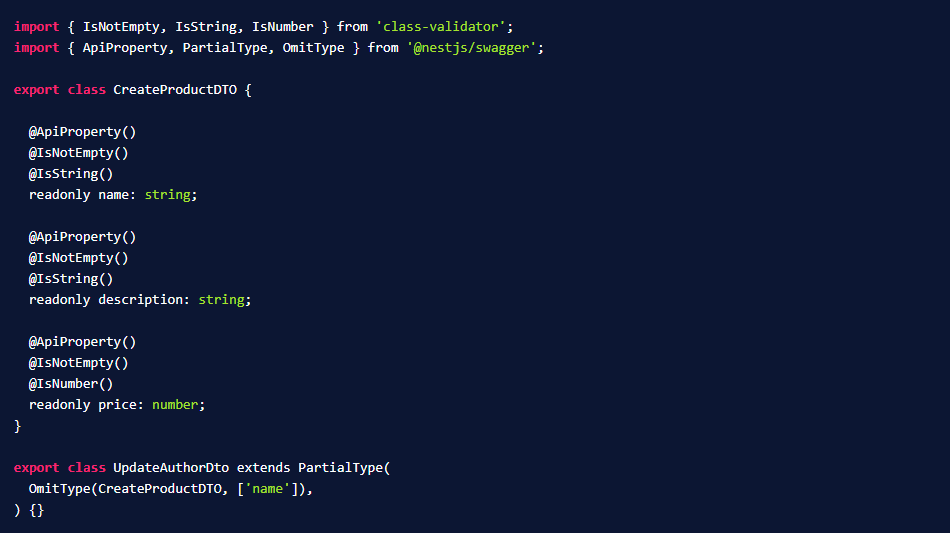 import { IsNotEmpty, IsString, IsNumber } from 'class-validator';
import { ApiProperty, PartialType, OmitType } from '@nestjs/swagger';
export class CreateProductDTO {
@ApiProperty()
@IsNotEmpty()
@IsString()
readonly name: string;
@ApiProperty()
@IsNotEmpty()
@IsString()
readonly description: string;
@ApiProperty()
@IsNotEmpty()
@IsNumber()
readonly price: number;
}
export class UpdateAuthorDto extends PartialType(
OmitType(CreateProductDTO, ['name']),
) {}